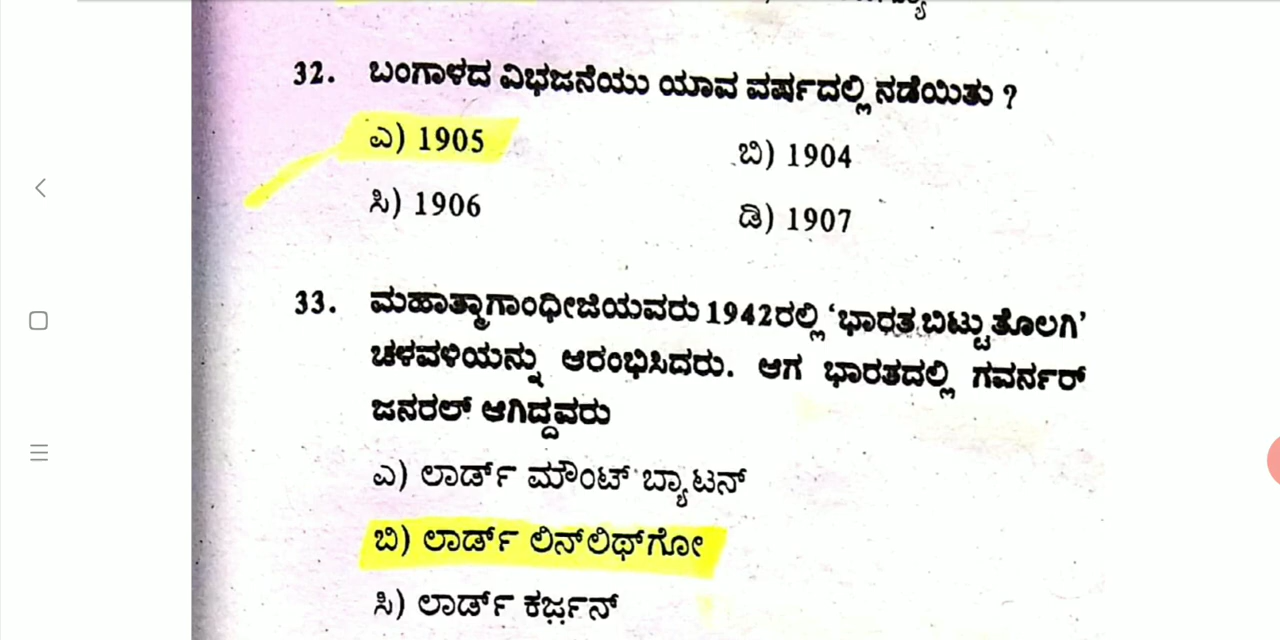 32. ಬಂಗಾಳದ ವಿಭಜನೆಯು ಯಾವ ವರ್ಷದಲ್ಲಿ ನಡೆಯಿತು ?
ಎ) 1905 ಬಿ) 1904
ಸಿ) 1906 ಡಿ) 1907
33. ಮಹಾತ್ಮಾಗಾಂಧೀಜಿಯವರು 1942ರಲ್ಲಿ ‘ಭಾರತ ಬಿಟ್ಟು ತೊಲಗಿ’
ಚಳವಳಿಯನ್ನು ಆರಂಭಿಸಿದರು. ಆಗ ಭಾರತದಲ್ಲಿ ಗವರ್ನರ್
ಜನರಲ್ ಆಗಿದ್ದವರು
ಎ) ಲಾರ್ಡ್ ಮೌಂಟ್ ಬ್ಯಾಟನ್
ಬಿ) ಲಾರ್ಡ್ ಲಿನ್‌ಲಿಥ್‌ಗೋ
ಸಿ) ಲಾರ್ಡ್ ಕರ್ಜನ್